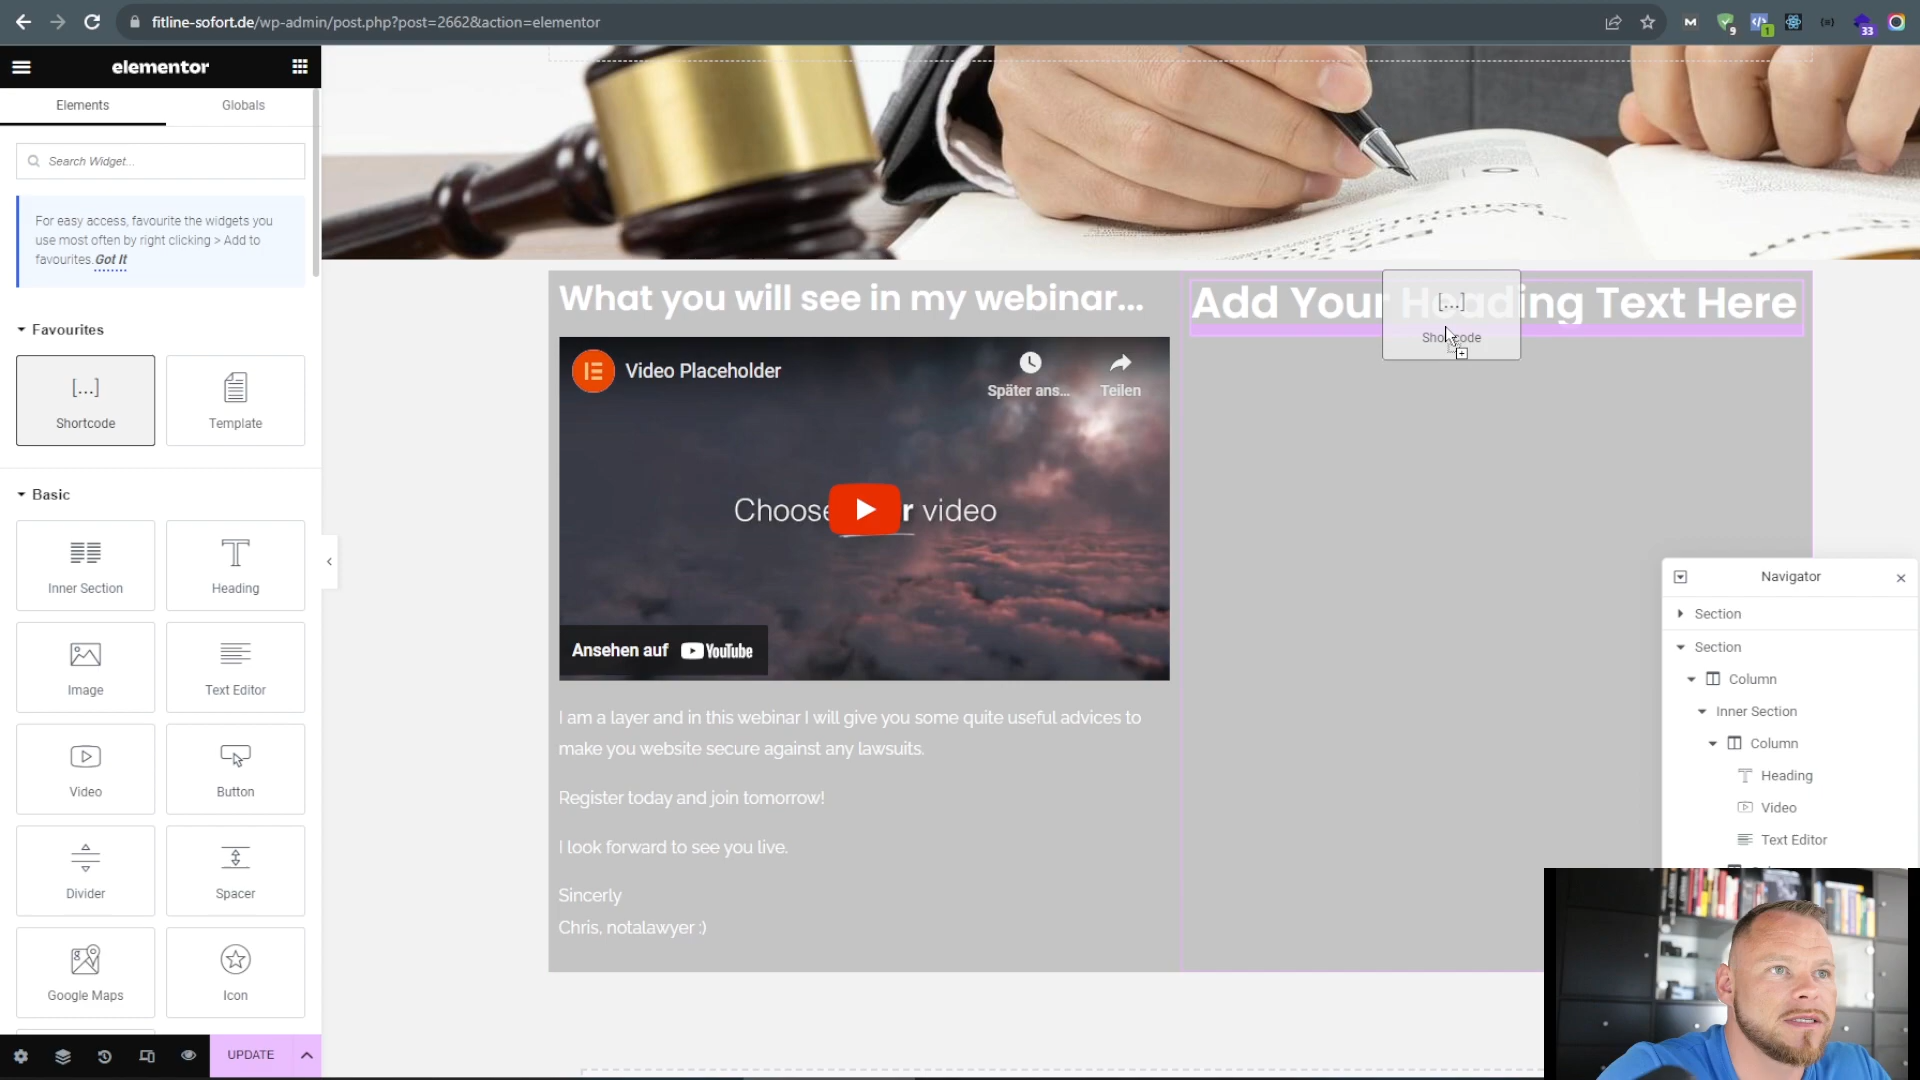 fitline-sofort.de/wp-admin/post.php?post=2662&action=elementor
9
1
33
elementor
Elements
Globals
Search Widget...
For easy access, favourite the widgets you
use most often by right clicking > Add to
favourites. Got It
Favourites
[...]
Shortcode
Template
Basic
Inner Section
Heading
Image
Text Editor
Video
Button
Divider
Spacer
Google Maps
Icon
UPDATE
What you will see in my webinar...
Video Placeholder
Später ans...
Teilen
Choose
video
Ansehen auf YouTube
I am a layer and in this webinar I will give you some quite useful advices to
make you website secure against any lawsuits.
Register today and join tomorrow!
I look forward to see you live.
Sincerly
Chris, notalawyer :)
Add Your Heading Text Here
[...]
Shortcode
Navigator
Section
Section
Column
Inner Section
Column
Heading
Video
Text Editor